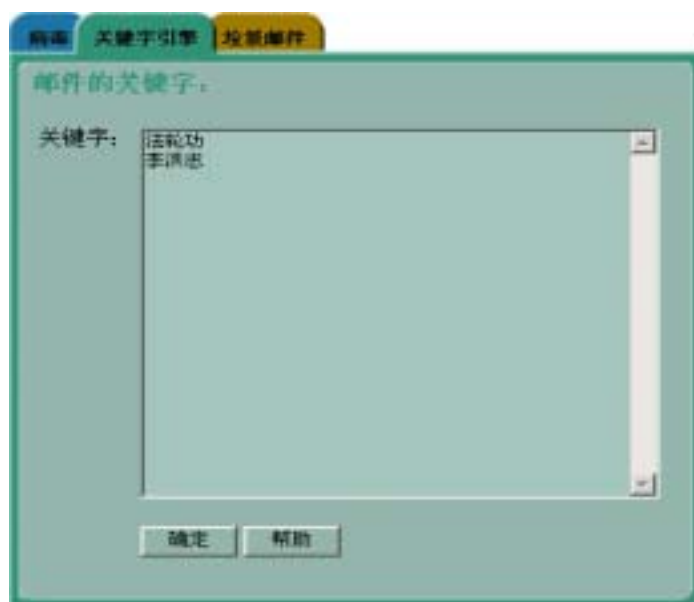 病毒 关键字引擎 垃圾邮件
邮件的关键字：
关键字：
法轮功
李洪志
确定 帮助